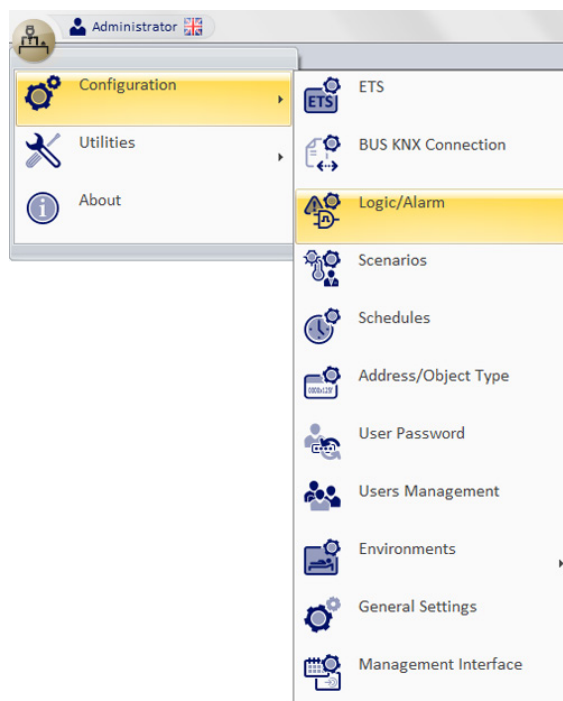 Administrator
Configuration
Utilities
About
ETS
ETS
BUS KNX Connection
Logic/Alarm
Scenarios
Schedules
Address/Object Type
User Password
Users Management
Environments
General Settings
Management Interface